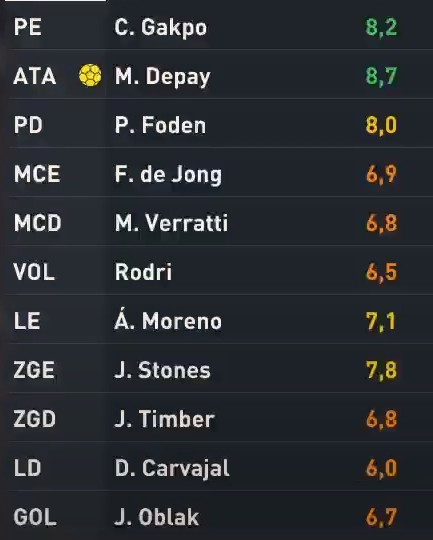 PE C. Gakpo 8,2
ATA M. Depay 8,7
PD P. Foden 8,0
MCE F. de Jong 6,9
MCD M. Verratti 6,8
VOL Rodri 6,5
LE Á. Moreno 7,1
ZGE J. Stones 7,8
ZGD J. Timber 6,8
LD D. Carvajal 6,0
GOL J. Oblak 6,7